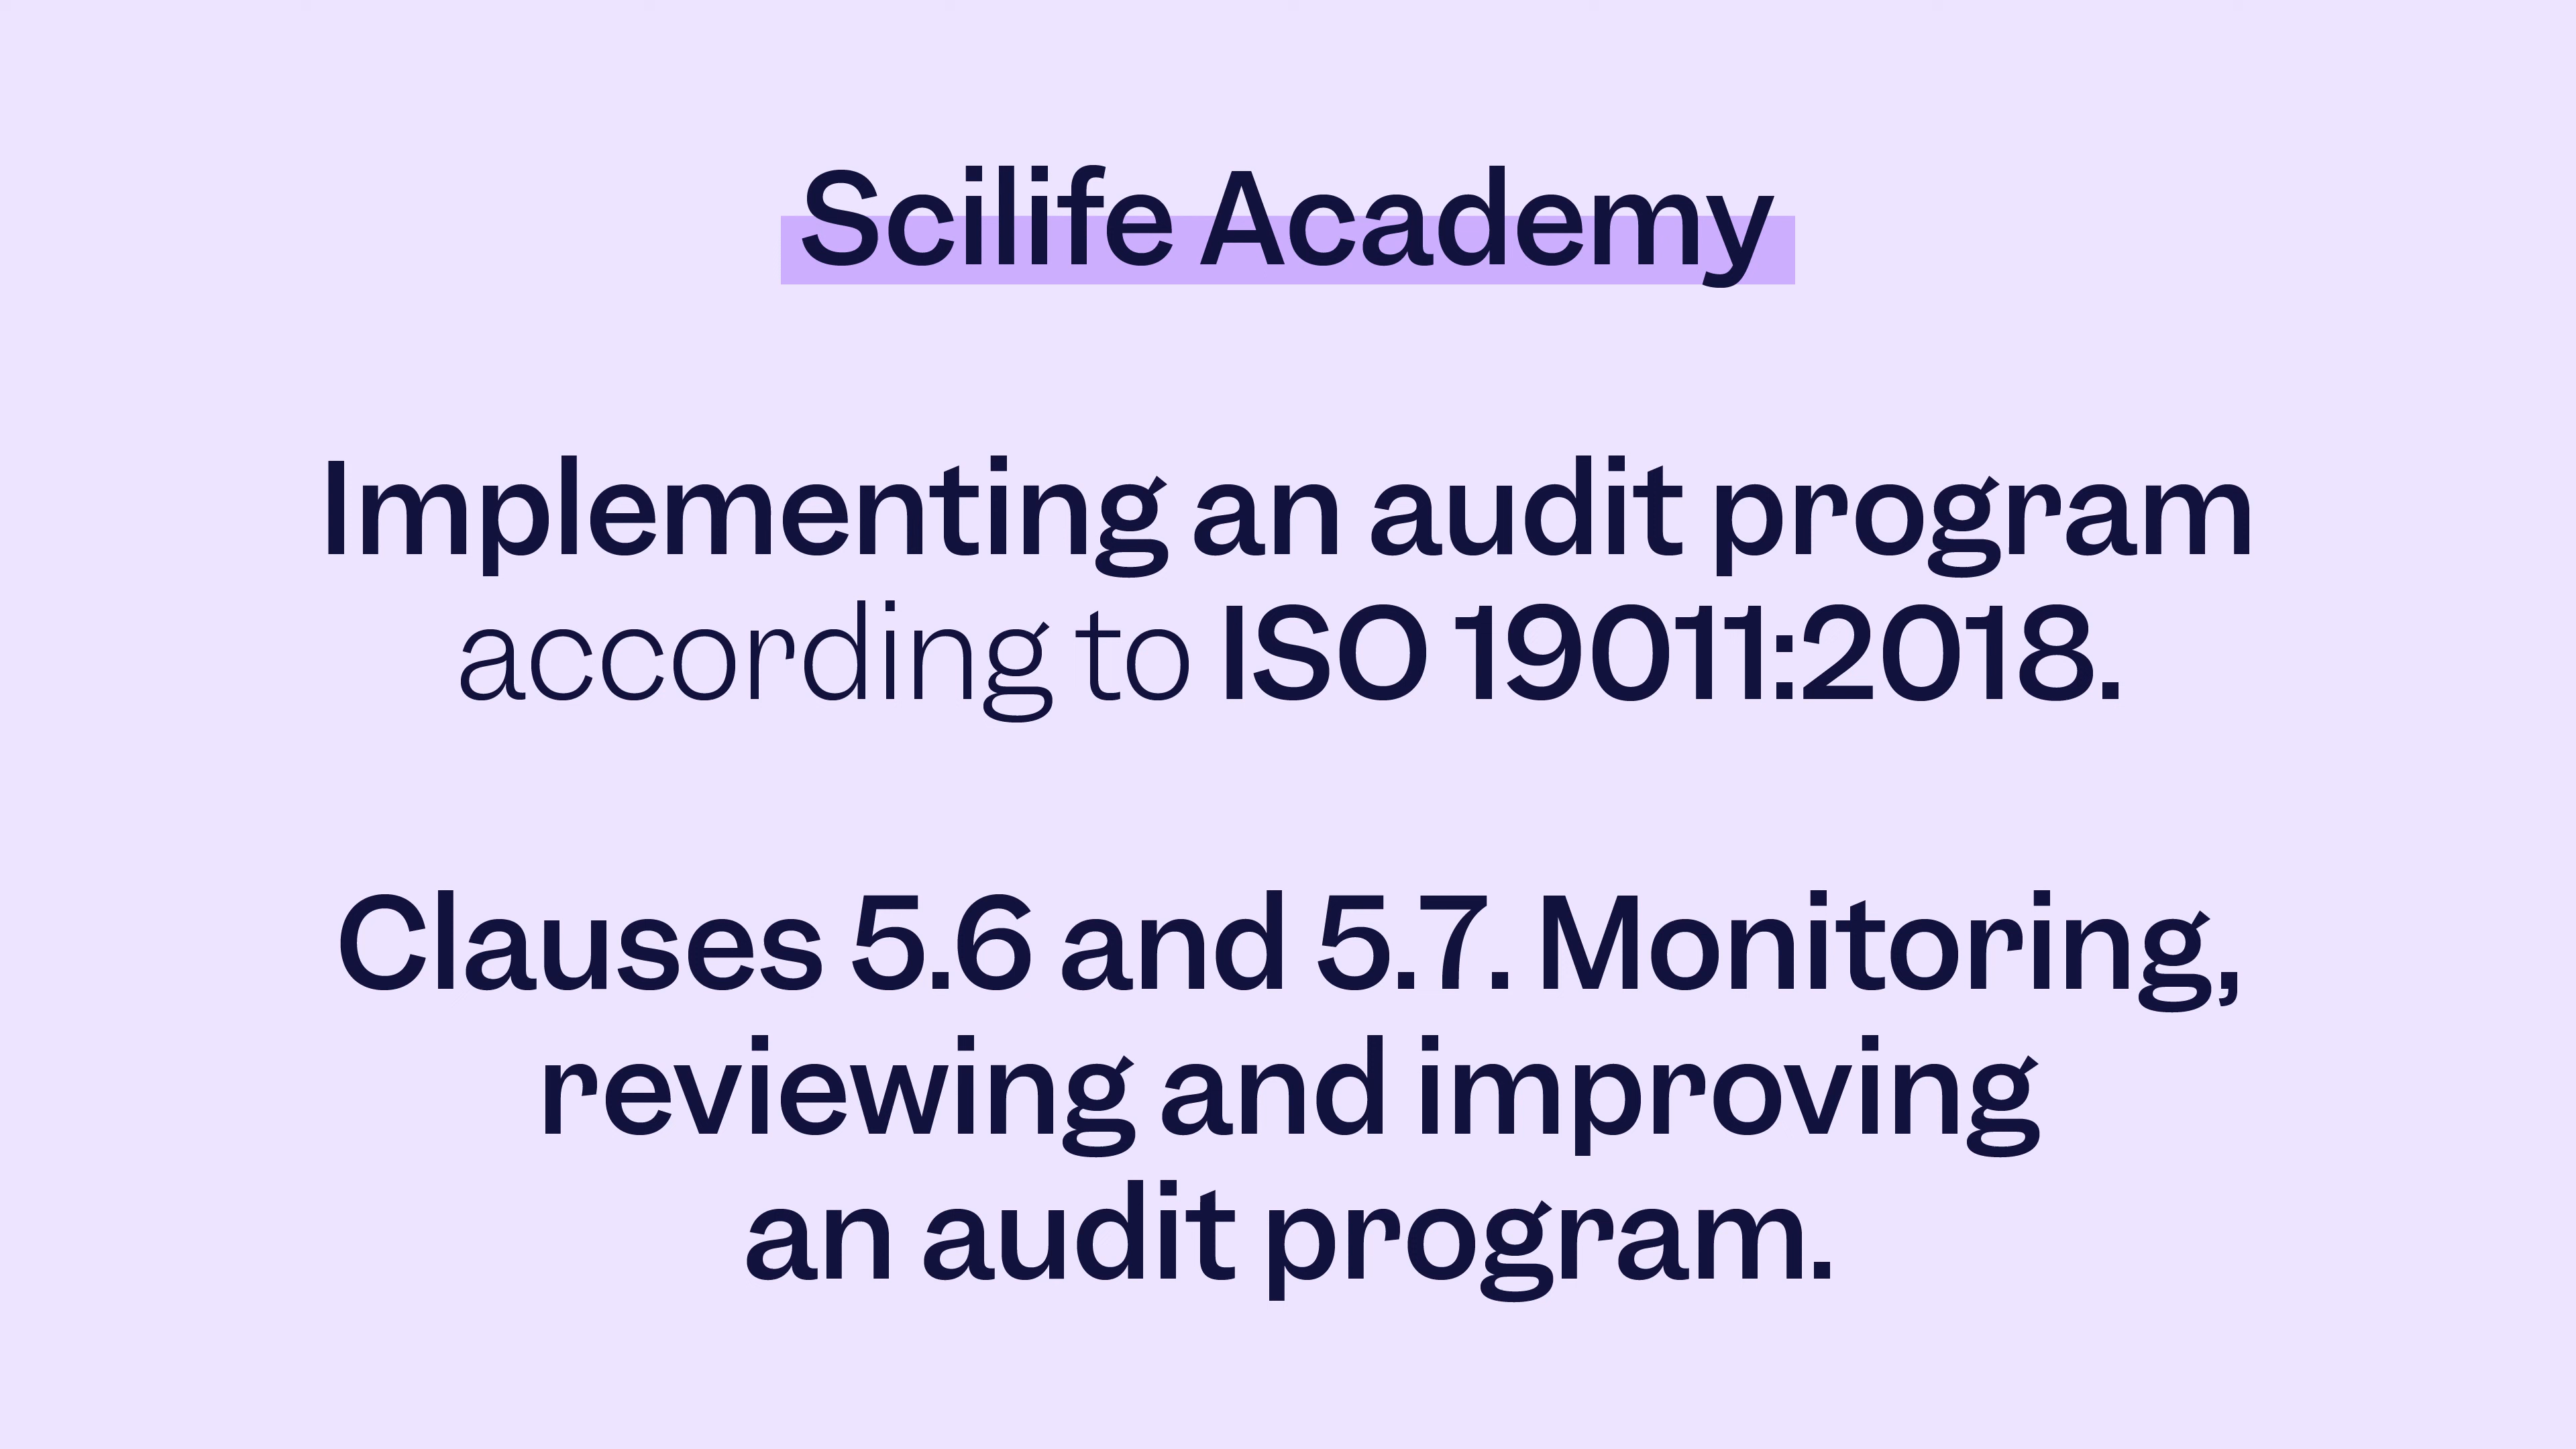 Scilife Academy
Implementing an audit program
according to ISO 19011:2018.
Clauses 5.6 and 5.7. Monitoring,
reviewing and improving
an audit program.